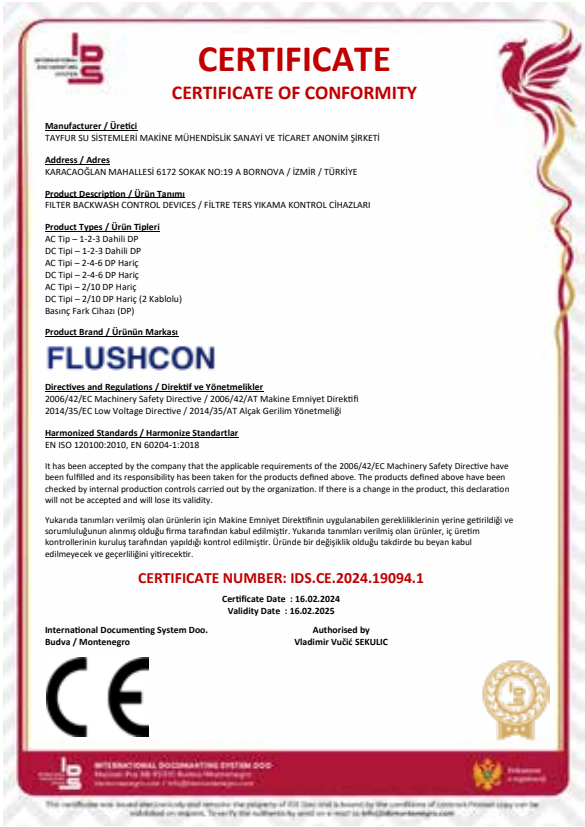 INTERNATIONAL
DOCUMENTING
SYSTEM
IDS
CERTIFICATE
CERTIFICATE OF CONFORMITY
Manufacturer / Üretici
TAYFUR SU SİSTEMLERİ MAKİNE MÜHENDİSLİK SANAYİ VE TİCARET ANONİM ŞİRKETİ
Address / Adres
KARACAOĞLAN MAHALLESİ 6172 SOKAK NO:19 A BORNOVA / İZMİR / TÜRKİYE
Product Description / Ürün Tanımı
FILTER BACKWASH CONTROL DEVICES / FİLTRE TERS YIKAMA KONTROL CİHAZLARI
Product Types / Ürün Tipleri
AC Tip – 1-2-3 Dahili DP
DC Tipi – 1-2-3 Dahili DP
AC Tipi – 2-4-6 DP Hariç
DC Tipi – 2-4-6 DP Hariç
AC Tipi – 2/10 DP Hariç
DC Tipi – 2/10 DP Hariç (2 Kablolu)
Basınç Fark Cihazı (DP)
Product Brand / Ürünün Markası
FLUSHCON
Directives and Regulations / Direktif ve Yönetmelikler
2006/42/EC Machinery Safety Directive / 2006/42/AT Makine Emniyet Direktifi
2014/35/EC Low Voltage Directive / 2014/35/AT Alçak Gerilim Yönetmeliği
Harmonized Standards / Harmonize Standartlar
EN ISO 120100:2010, EN 60204-1:2018
It has been accepted by the company that the applicable requirements of the 2006/42/EC Machinery Safety Directive have
been fulfilled and its responsibility has been taken for the products defined above. The products defined above have been
checked by internal production controls carried out by the organization. If there is a change in the product, this declaration
will not be accepted and will lose its validity.
Yukarıda tanımları verilmiş olan ürünlerin için Makine Emniyet Direktifinin uygulanabilen gerekliliklerinin yerine getirildiği ve
sorumluluğunun alınmış olduğu firma tarafından kabul edilmiştir. Yukarıda tanımları verilmiş olan ürünler, iç üretim
kontrollerinin kuruluş tarafından yapıldığı kontrol edilmiştir. Üründe bir değişiklik olduğu takdirde bu beyan kabul
edilmeyecek ve geçerliliğini yitirecektir.
CERTIFICATE NUMBER: IDS.CE.2024.19094.1
Certificate Date : 16.02.2024
Validity Date : 16.02.2025
International Documenting System Doo.
Budva / Montenegro
Authorised by
Vladimir Vučić SEKULIC
CE
IDS
INTERNATIONAL DOCUMANTING SYSTEM DOO